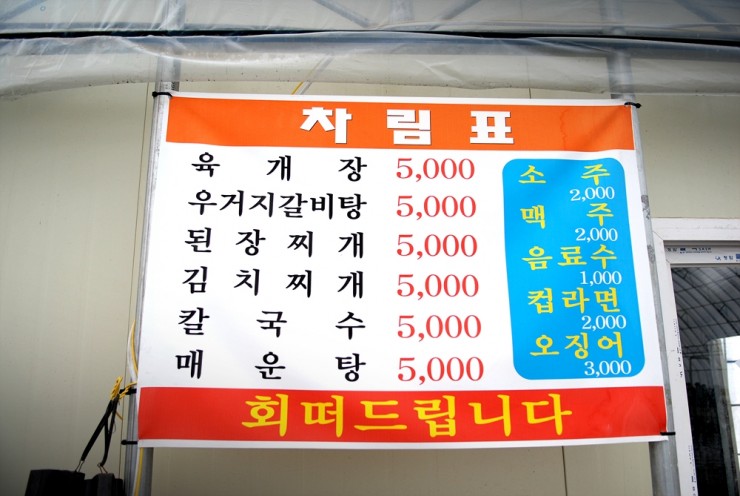 차림표
육개장 5,000
우거지갈비탕 5,000
된장찌개 5,000
김치찌개 5,000
칼국수 5,000
매운탕 5,000
소주
2,000
맥주
2,000
음료수
1,000
컵라면
2,000
오징어
3,000
회떠드립니다